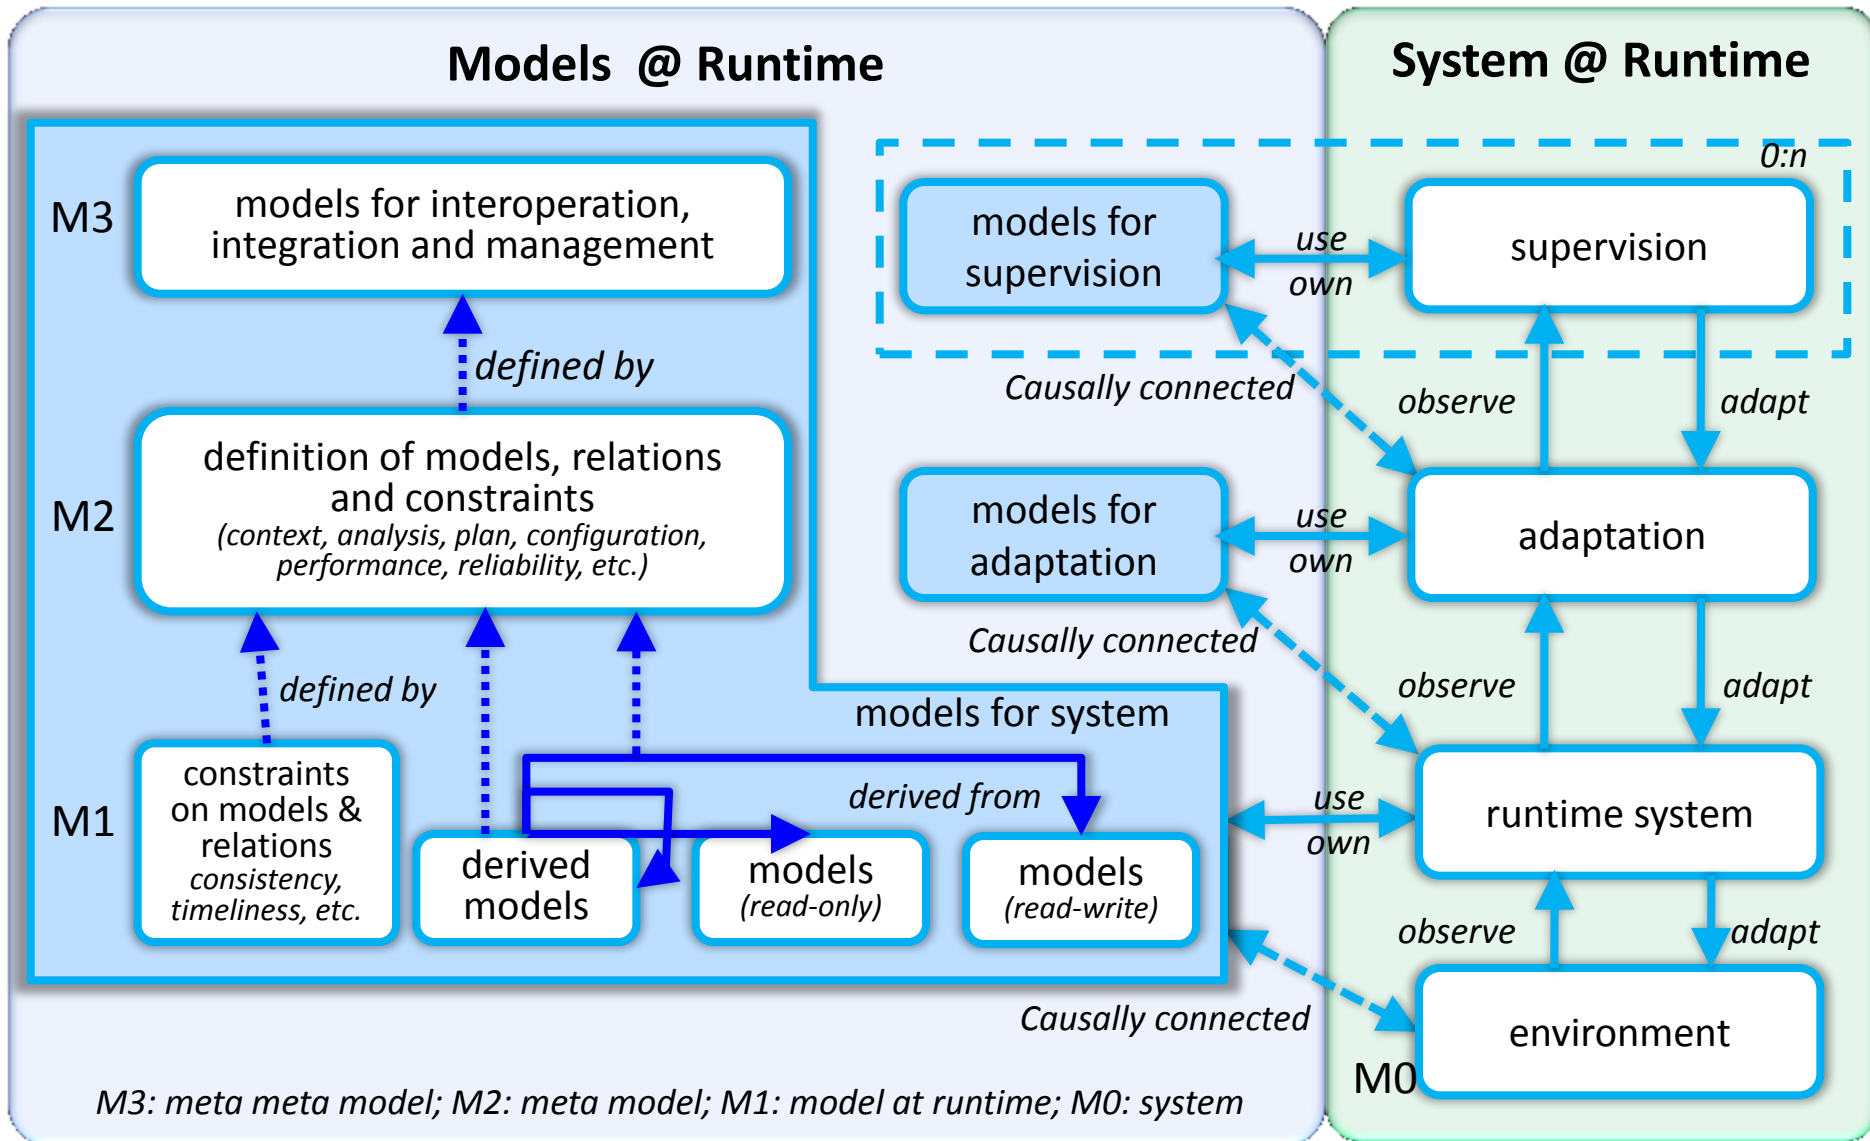 Models @ Runtime
System @ Runtime
M3
models for interoperation,
integration and management
defined by
M2
definition of models, relations
and constraints
(context, analysis, plan, configuration,
performance, reliability, etc.)
defined by
models for system
M1
constraints
on models &
relations
consistency,
timeliness, etc.
derived
models
derived from
models
(read-only)
models
(read-write)
0:n
models for
supervision
use
own
supervision
Causally connected
observe
adapt
models for
adaptation
use
own
adaptation
Causally connected
observe
adapt
use
own
runtime system
observe
adapt
Causally connected
environment
M0
M3: meta meta model; M2: meta model; M1: model at runtime; M0: system